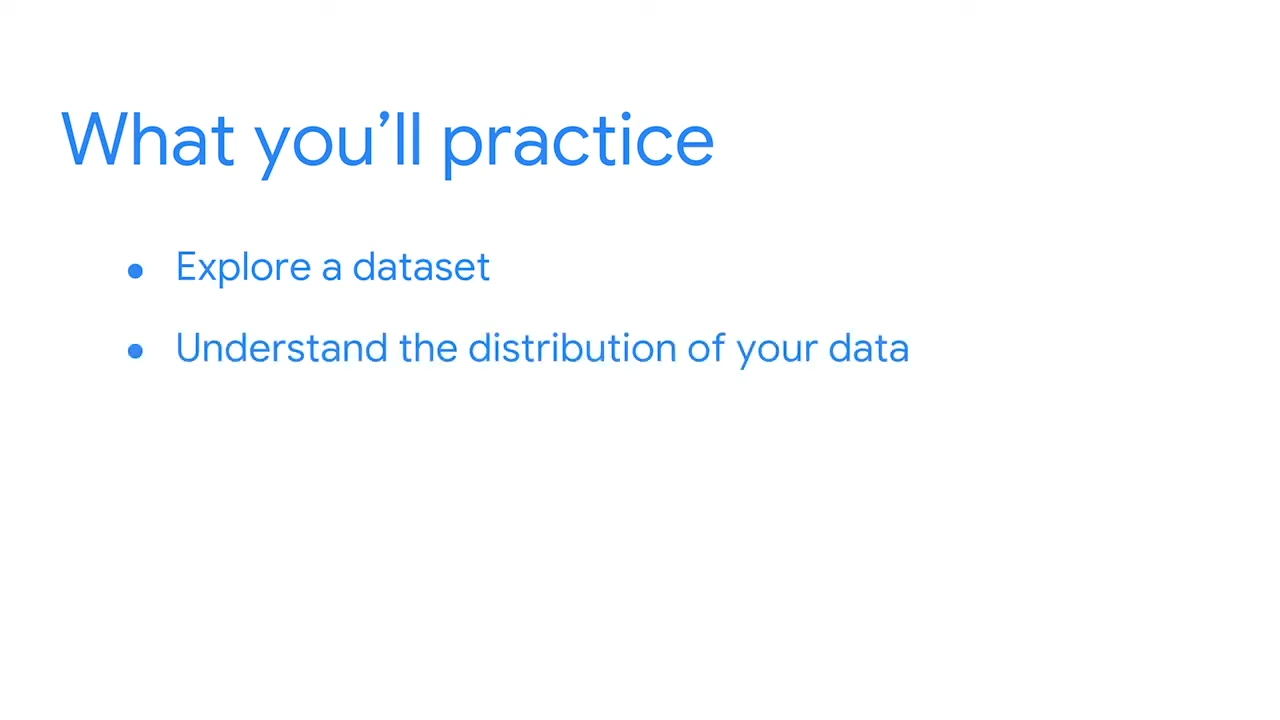 What you’ll practice
● Explore a dataset
● Understand the distribution of your data